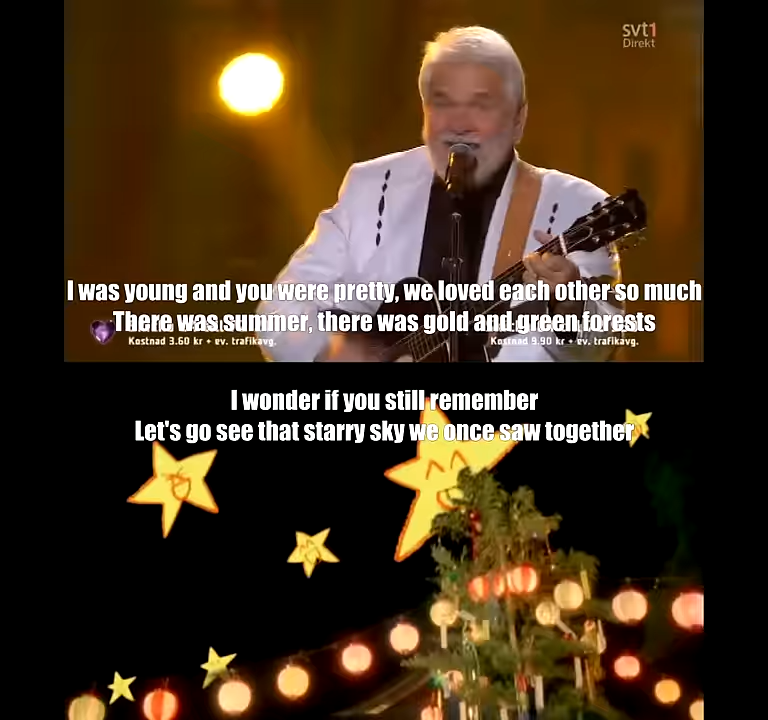 svt1
Direkt
I was young and you were pretty, we loved each other so much
There was summer, there was gold and green forests
Kostnad 3.60 kr + ev. trafikavg.
Kostnad 9.90 kr + ev. trafikavg.
I wonder if you still remember
Let's go see that starry sky we once saw together